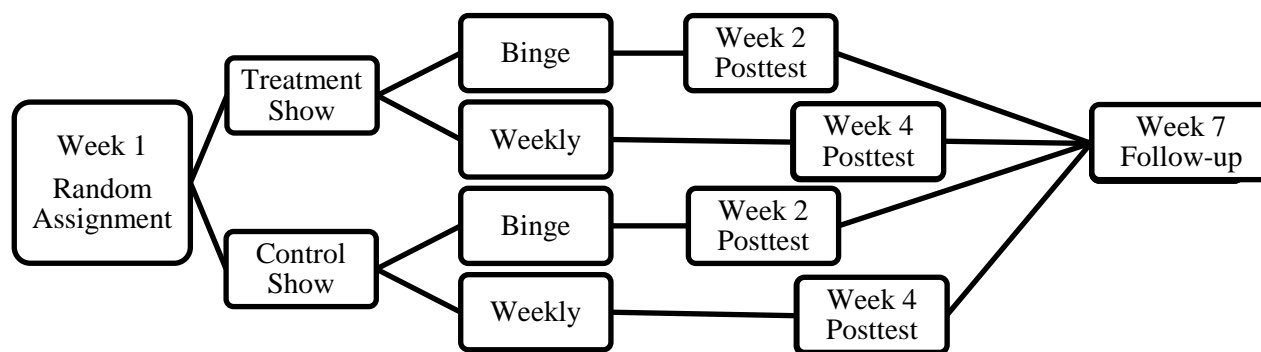 Week 1
Random
Assignment
Treatment
Show
Control
Show
Binge
Weekly
Binge
Weekly
Week 2
Posttest
Week 4
Posttest
Week 2
Posttest
Week 4
Posttest
Week 7
Follow-up